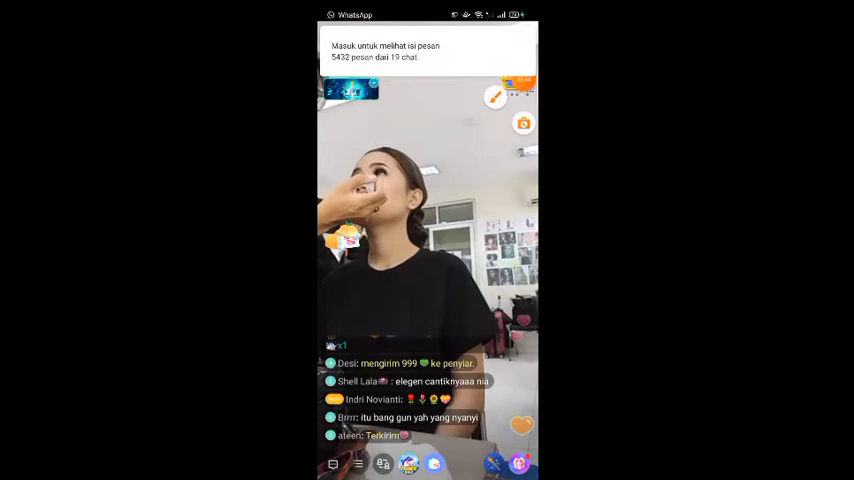 WhatsApp
Masuk untuk melihat isi pesan
5432 pesan dari 19 chat
x1
Desi: mengirim 999 💚 ke penyiar.
Shell Lala : elegen cantiknyaaa nia
Indri Novianti: 🌹🌷🌻💝
Brrrr: itu bang gun yah yang nyanyi
ateen: Terkirim